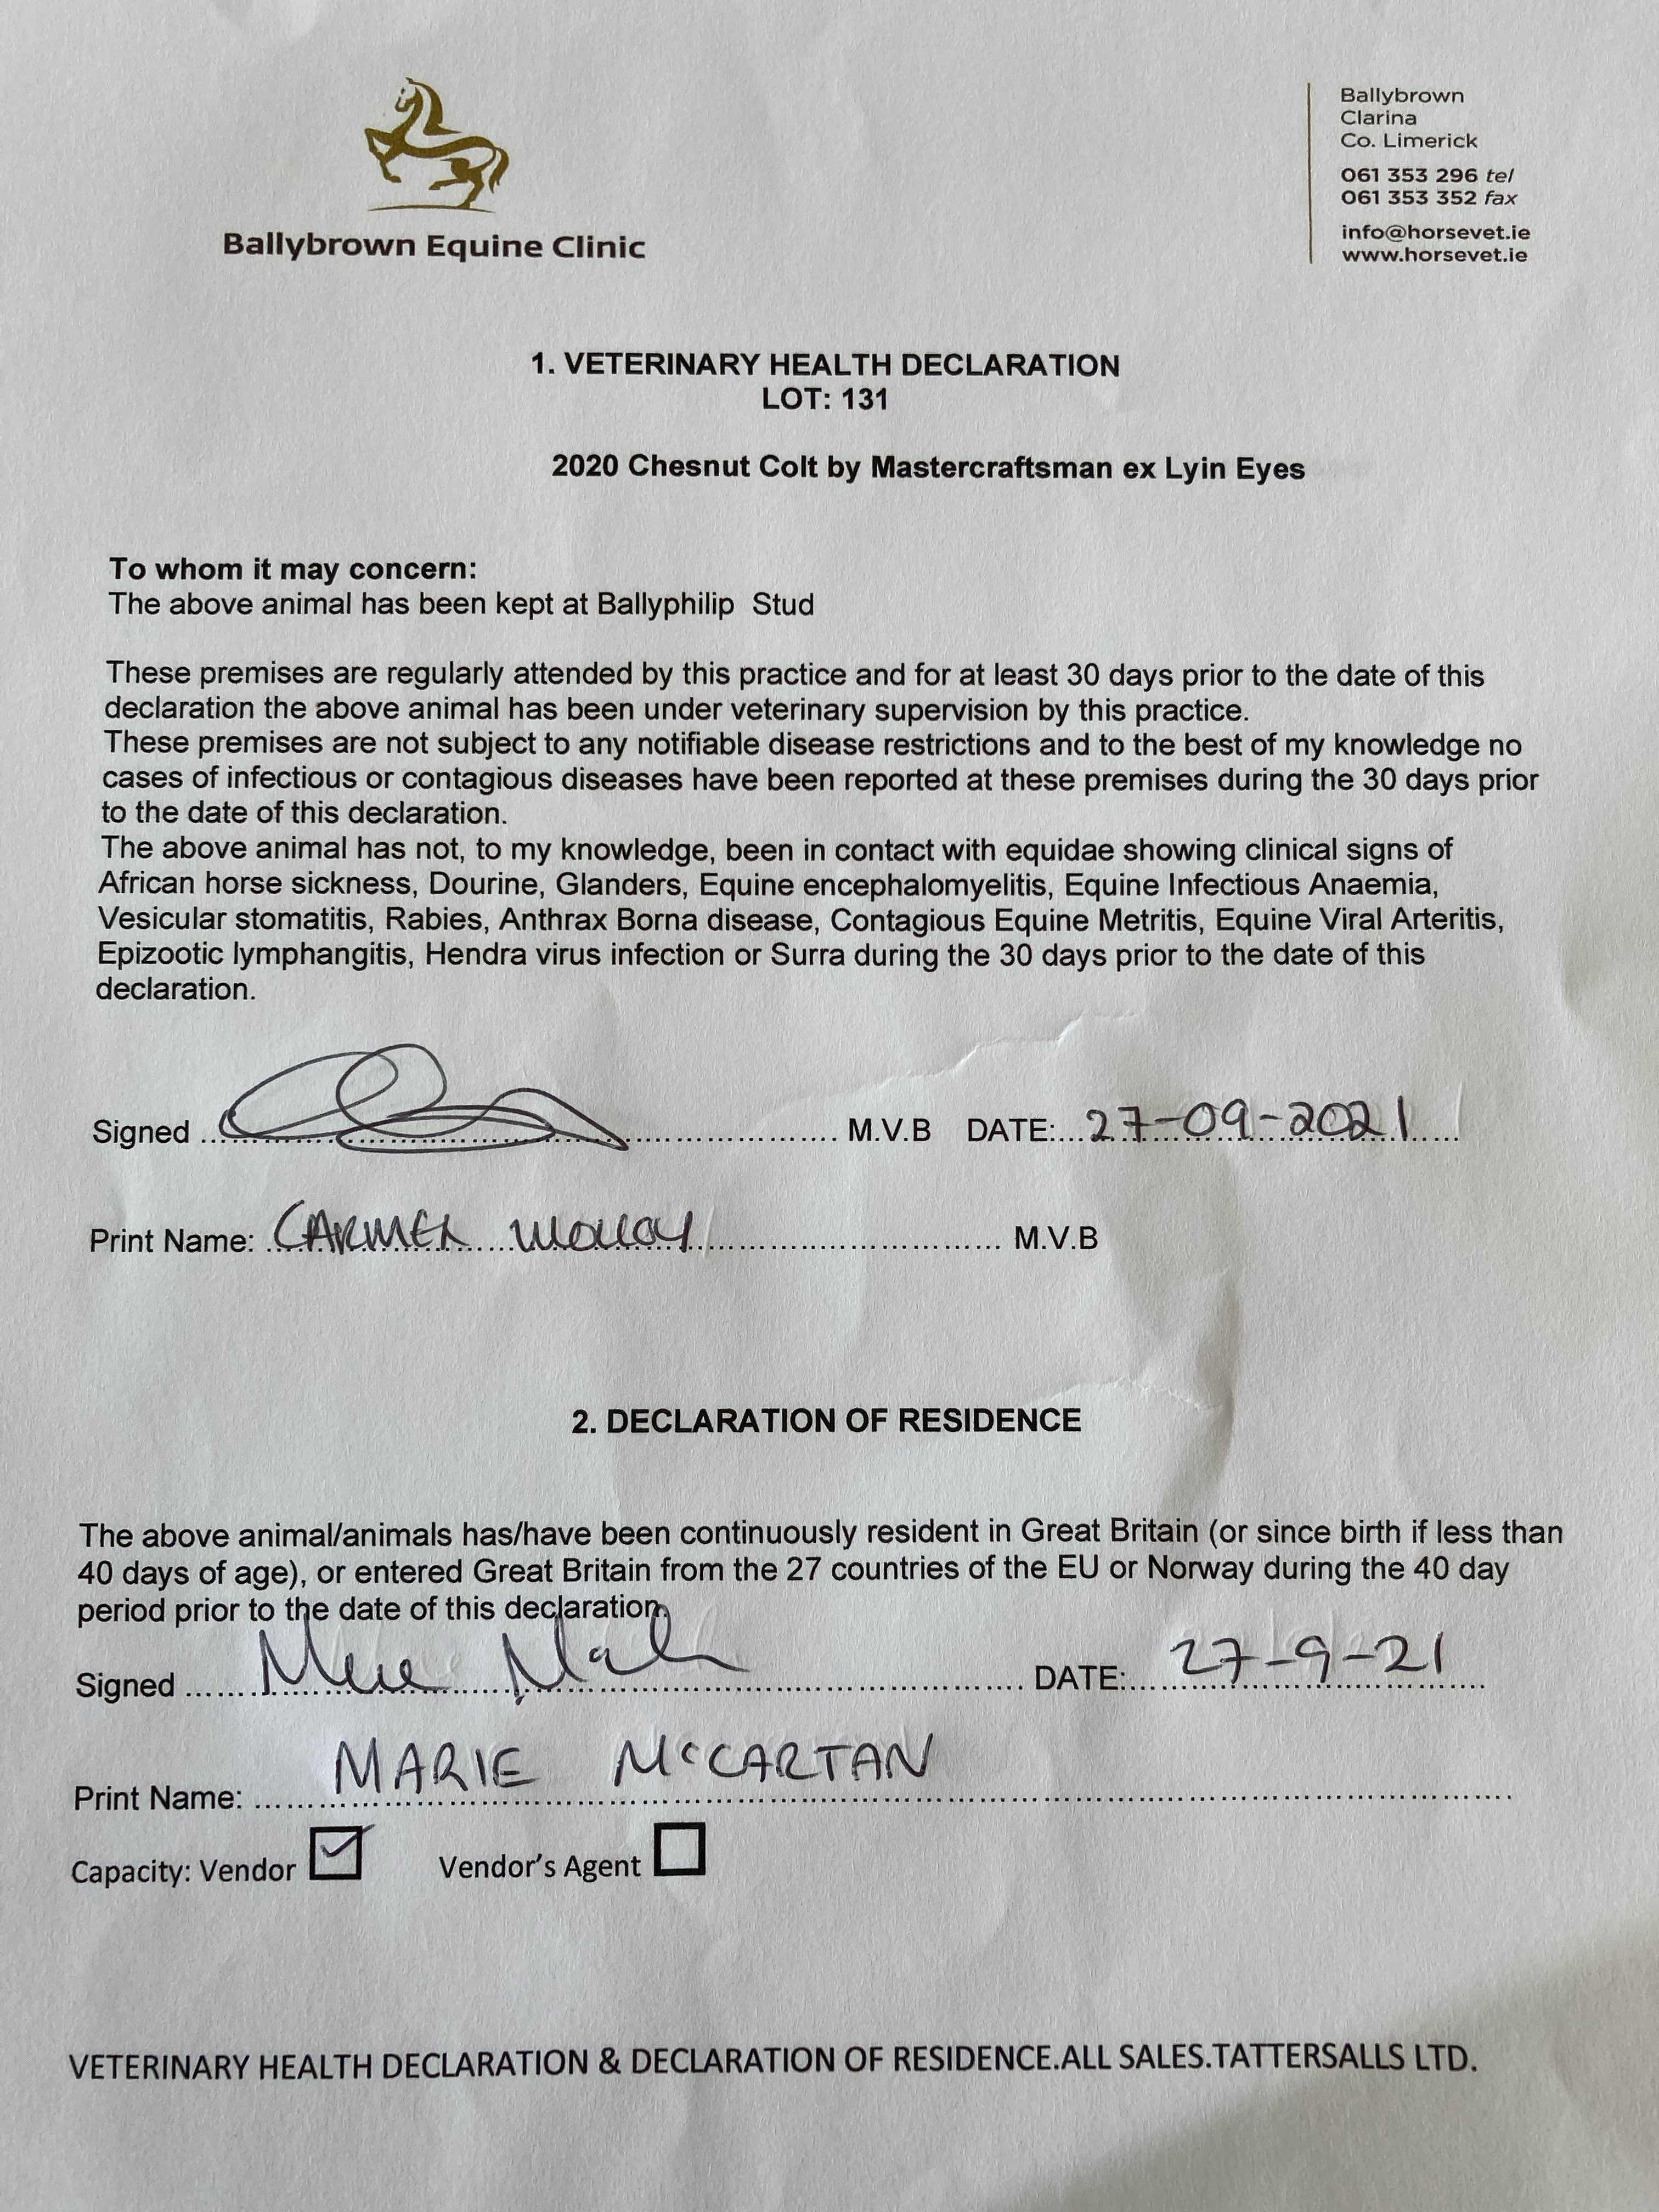 Ballybrown Equine Clinic
Ballybrown
Clarina
Co. Limerick
061 353 296 tel
061 353 352 fax
info@horsevet.ie
www.horsevet.ie
1. VETERINARY HEALTH DECLARATION
LOT: 131
2020 Chesnut Colt by Mastercraftsman ex Lyin Eyes
To whom it may concern:
The above animal has been kept at Ballyphilip Stud
These premises are regularly attended by this practice and for at least 30 days prior to the date of this
declaration the above animal has been under veterinary supervision by this practice.
These premises are not subject to any notifiable disease restrictions and to the best of my knowledge no
cases of infectious or contagious diseases have been reported at these premises during the 30 days prior
to the date of this declaration.
The above animal has not, to my knowledge, been in contact with equidae showing clinical signs of
African horse sickness, Dourine, Glanders, Equine encephalomyelitis, Equine Infectious Anaemia,
Vesicular stomatitis, Rabies, Anthrax Borna disease, Contagious Equine Metritis, Equine Viral Arteritis,
Epizootic lymphangitis, Hendra virus infection or Surra during the 30 days prior to the date of this
declaration.
Signed M.V.B DATE: 27-09-2021
Print Name: CARMEL M.V.B
2. DECLARATION OF RESIDENCE
The above animal/animals has/have been continuously resident in Great Britain (or since birth if less than
40 days of age), or entered Great Britain from the 27 countries of the EU or Norway during the 40 day
period prior to the date of this declaration.
Signed DATE: 27-9-21
Print Name: MARIE McCARTAN
Capacity: Vendor Vendor's Agent
VETERINARY HEALTH DECLARATION & DECLARATION OF RESIDENCE.ALL SALES.TATTERSALLS LTD.